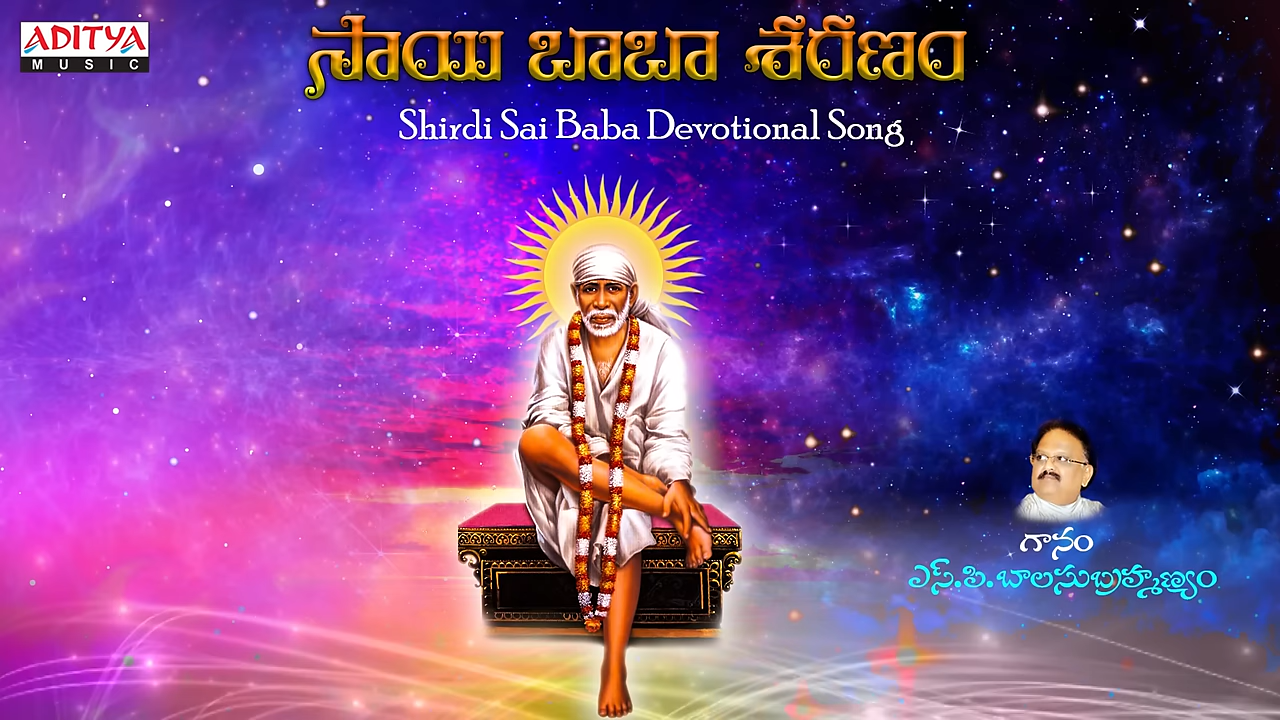 ADITYA
MUSIC
సాయి బాబా శరణం
Shirdi Sai Baba Devotional Song
గానం
ఎస్.పి.బాలసుబ్రహ్మణ్యం